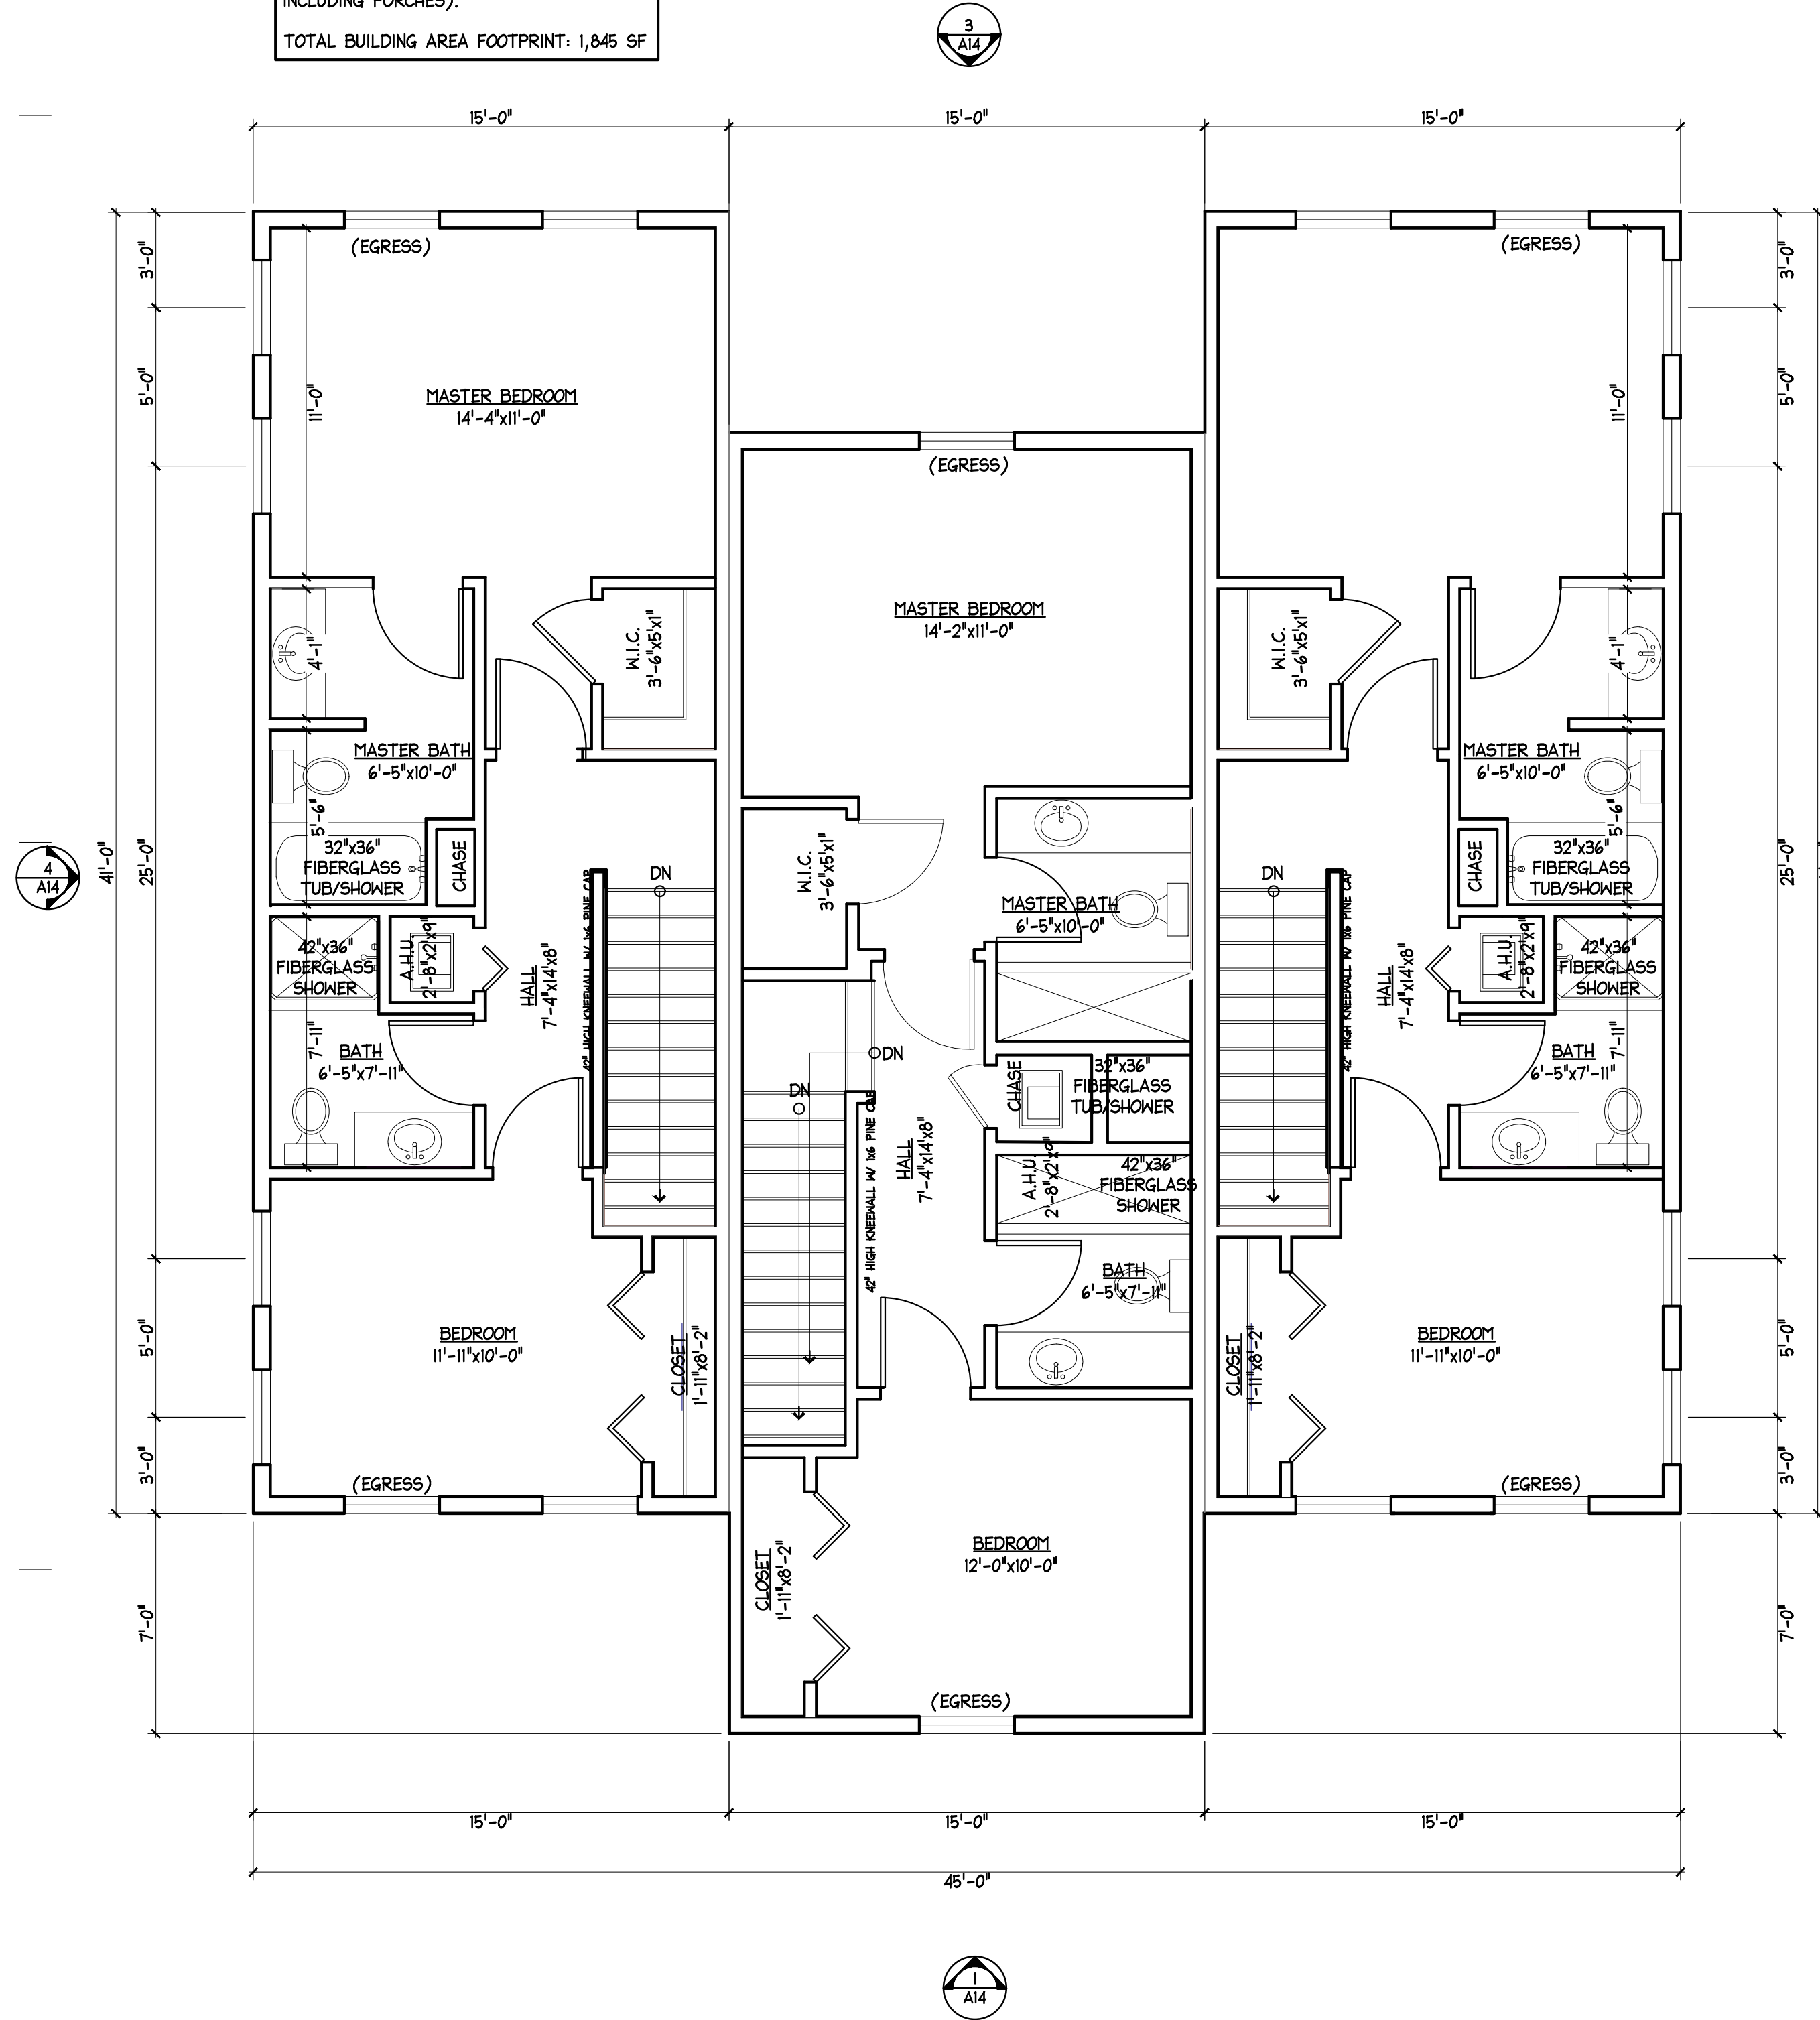 INCLUDING PORCHES).
TOTAL BUILDING AREA FOOTPRINT: 1,845 SF
3
A14
15'-0"
15'-0"
15'-0"
(EGRESS)
(EGRESS)
3'-0"
3'-0"
5'-0"
11'-0"
MASTER BEDROOM
14'-4"x11'-0"
11'-0"
5'-0"
(EGRESS)
MASTER BEDROOM
14'-2"x11'-0"
4'-1"
W.I.C.
3'-6"x5'x1"
W.I.C.
3'-6"x5'x1"
4'-1"
MASTER BATH
6'-5"x10'-0"
MASTER BATH
6'-5"x10'-0"
5'-6"
5'-6"
4
A14
41'-0"
25'-0"
32"x36"
FIBERGLASS
TUB/SHOWER
CHASE
DN
W.I.C.
3'-6"x5'x1"
MASTER BATH
6'-5"x10'-0"
DN
CHASE
32"x36"
FIBERGLASS
TUB/SHOWER
25'-0"
42"x36"
FIBERGLASS
SHOWER
A.H.U.
2'-8"x2'x9"
HALL
7'-4"x14'x8"
42" HIGH KNEEWALL W/ 1x6 PINE CAP
42" HIGH KNEEWALL W/ 1x6 PINE CAP
HALL
7'-4"x14'x8"
A.H.U.
2'-8"x2'x9"
42"x36"
FIBERGLASS
SHOWER
7'-11"
BATH
6'-5"x7'-11"
DN
DN
CHASE
32"x36"
FIBERGLASS
TUB/SHOWER
BATH
6'-5"x7'-11"
7'-11"
42" HIGH KNEEWALL W/ 1x6 PINE CAP
HALL
7'-4"x14'x8"
A.H.U.
2'-8"x2'x9"
42"x36"
FIBERGLASS
SHOWER
BATH
6'-5"x7'-11"
5'-0"
BEDROOM
11'-11"x10'-0"
CLOSET
1'-11"x8'-2"
CLOSET
1'-11"x8'-2"
BEDROOM
11'-11"x10'-0"
5'-0"
3'-0"
(EGRESS)
(EGRESS)
3'-0"
CLOSET
1'-11"x8'-2"
BEDROOM
12'-0"x10'-0"
7'-0"
7'-0"
(EGRESS)
15'-0"
15'-0"
15'-0"
45'-0"
1
A14